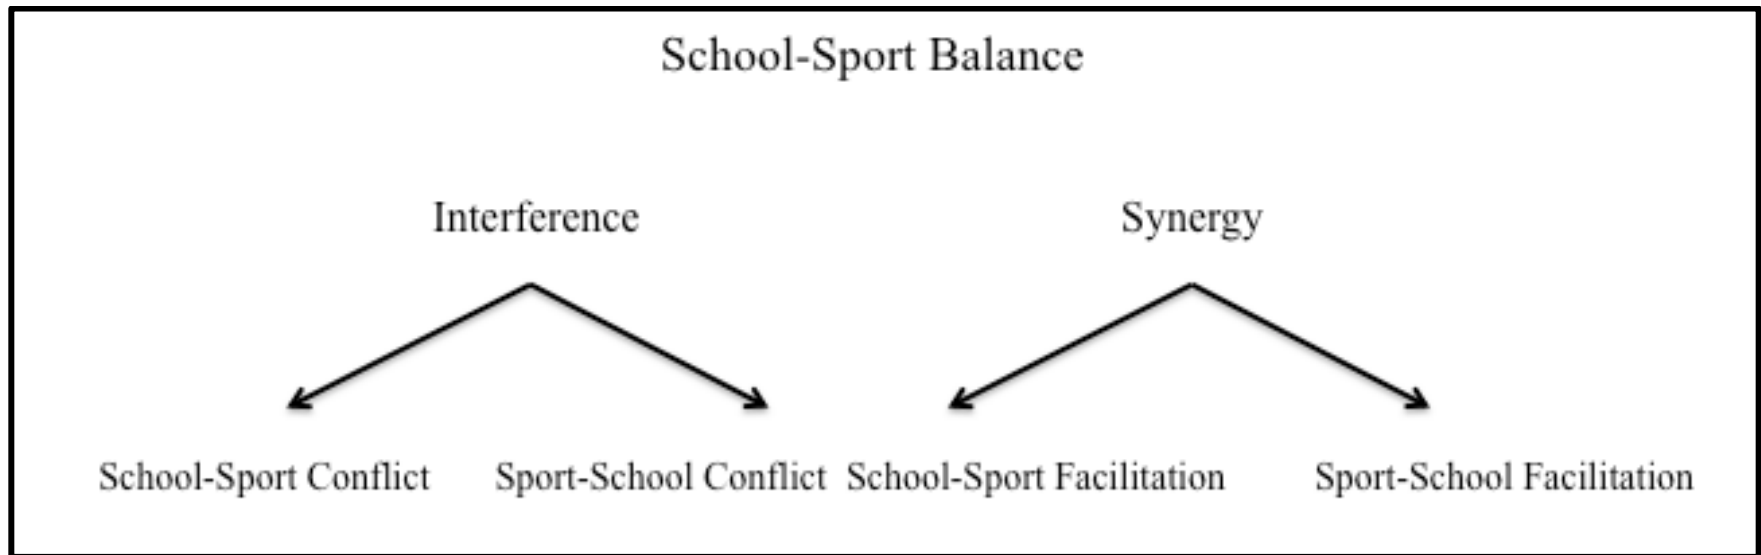 School-Sport Balance
Interference
Synergy
School-Sport Conflict
Sport-School Conflict
School-Sport Facilitation
Sport-School Facilitation